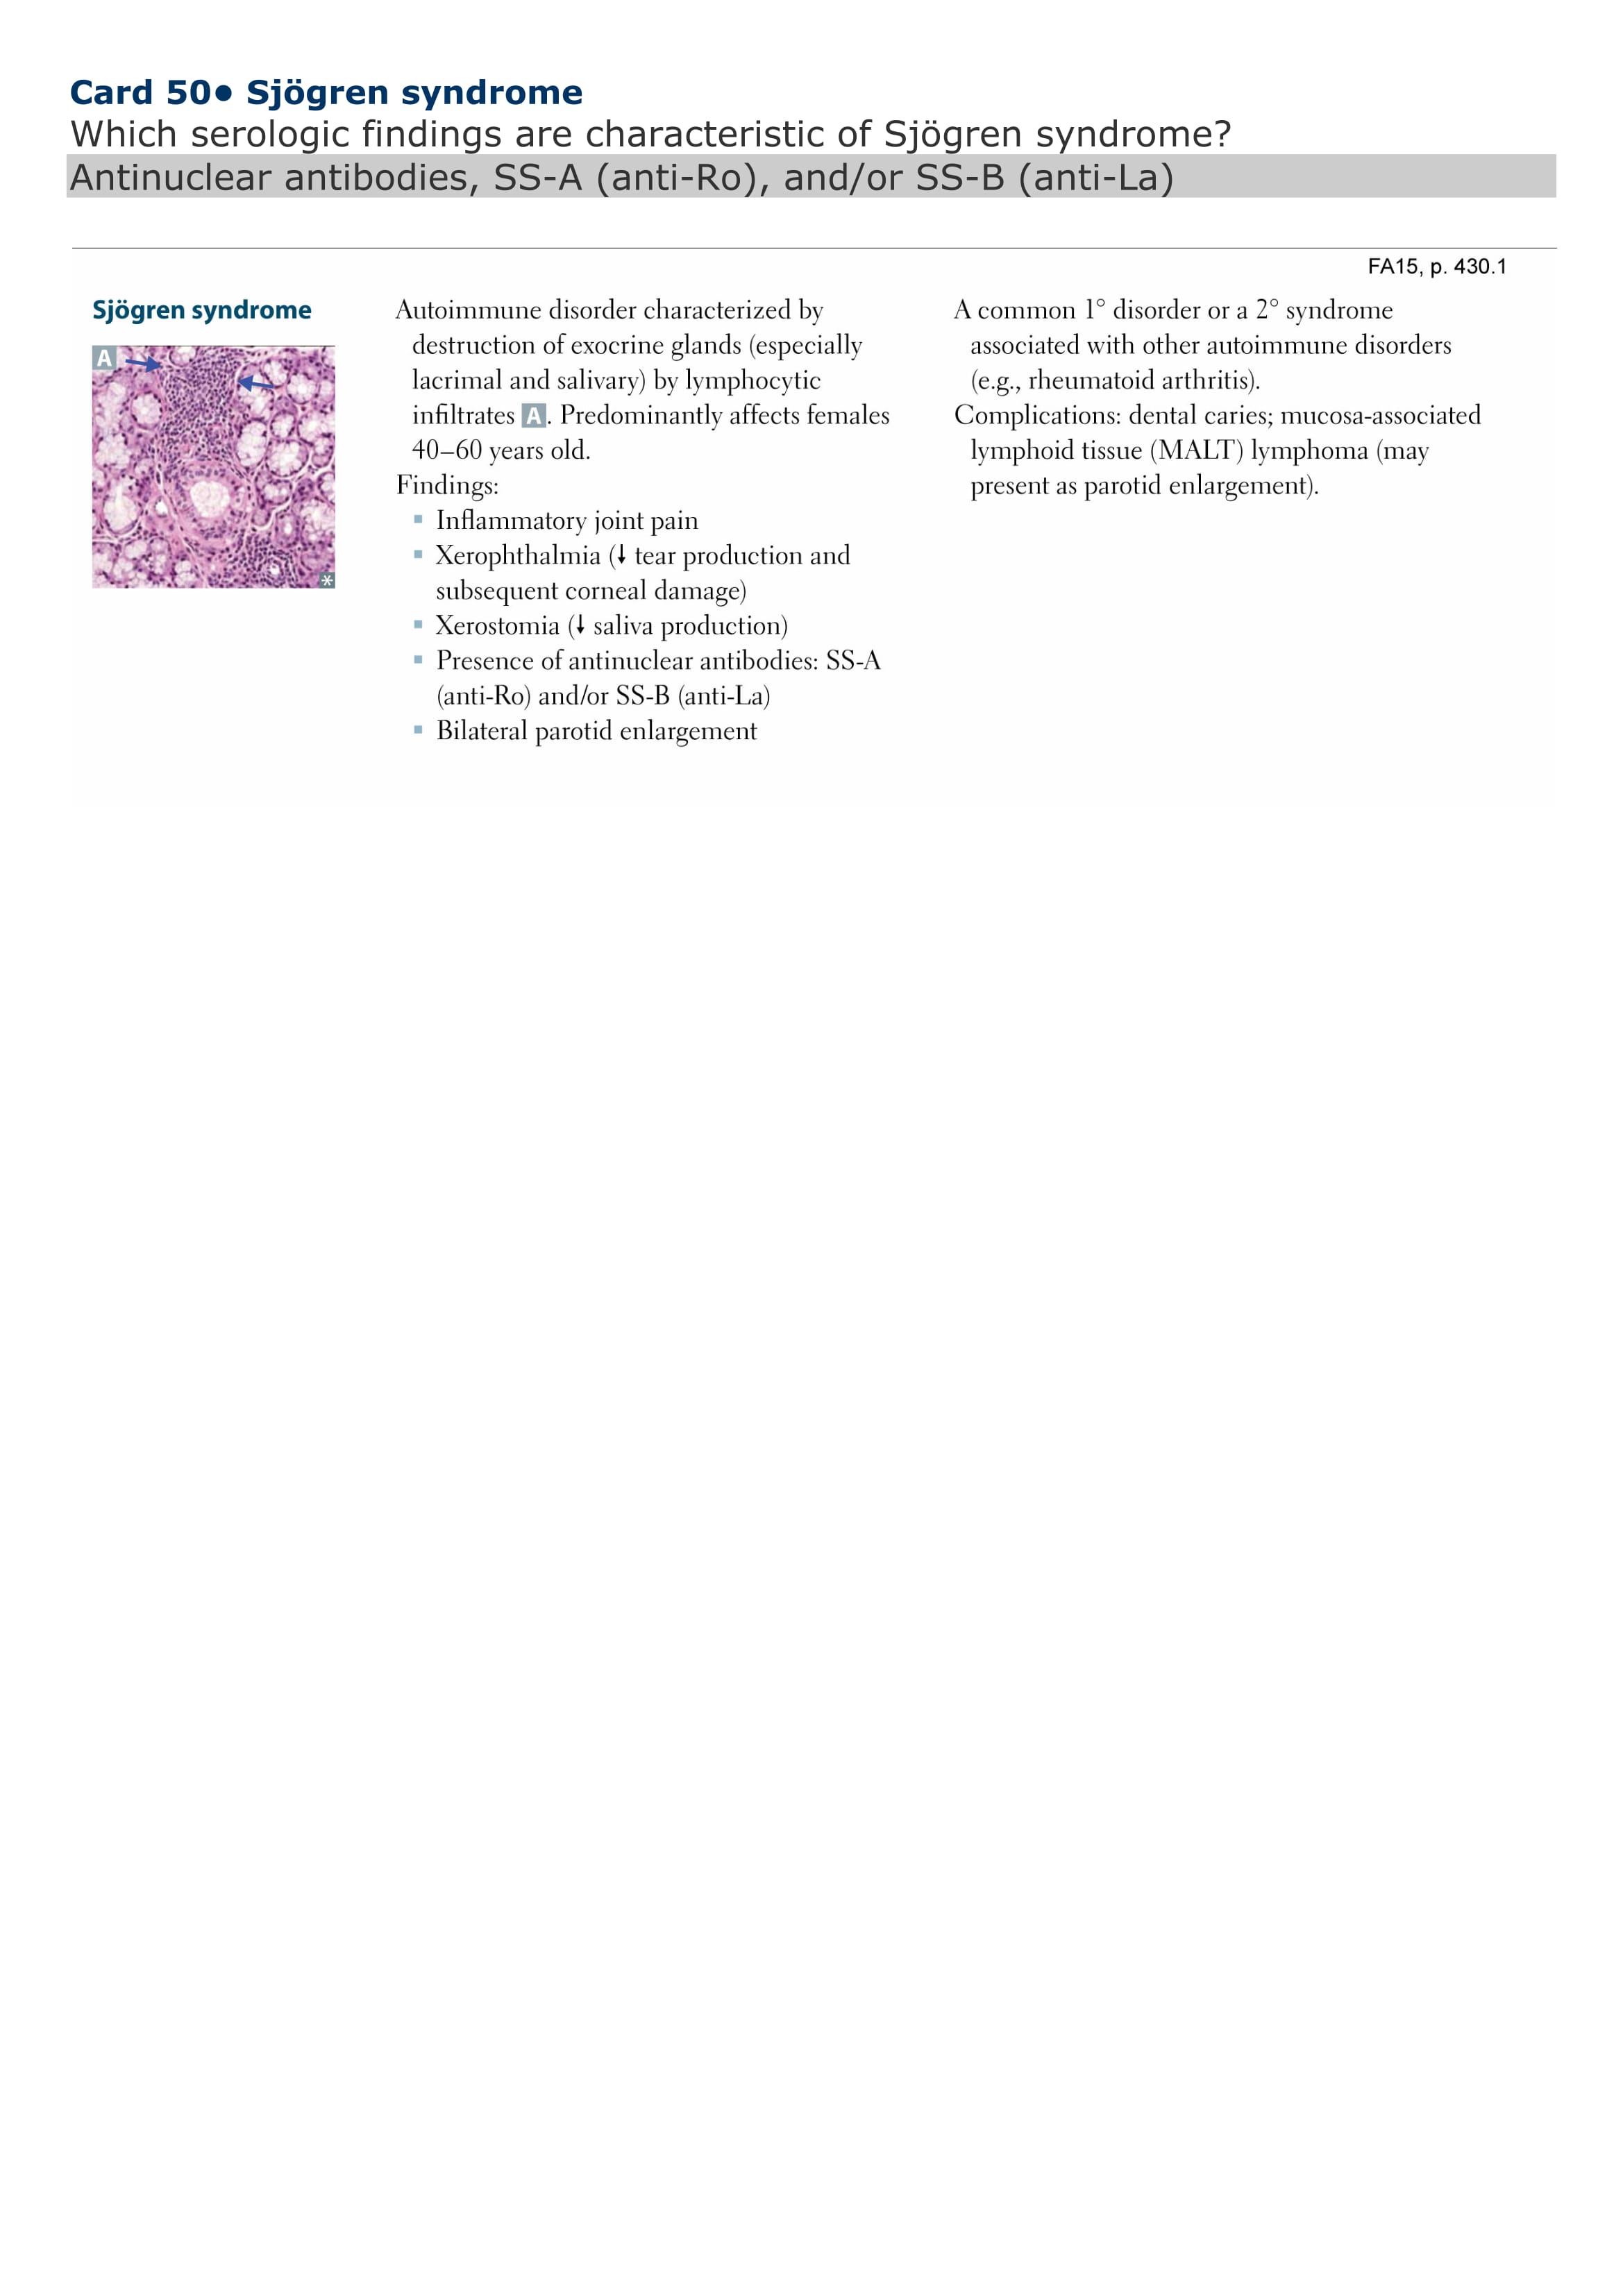 Card 50● Sjögren syndrome
Which serologic findings are characteristic of Sjögren syndrome?
Antinuclear antibodies, SS-A (anti-Ro), and/or SS-B (anti-La)
FA15, p. 430.1
Sjögren syndrome
A
*
Autoimmune disorder characterized by
destruction of exocrine glands (especially
lacrimal and salivary) by lymphocytic
infiltrates A. Predominantly affects females
40–60 years old.
Findings:
▪ Inflammatory joint pain
▪ Xerophthalmia (↓ tear production and
subsequent corneal damage)
▪ Xerostomia (↓ saliva production)
▪ Presence of antinuclear antibodies: SS-A
(anti-Ro) and/or SS-B (anti-La)
▪ Bilateral parotid enlargement
A common 1° disorder or a 2° syndrome
associated with other autoimmune disorders
(e.g., rheumatoid arthritis).
Complications: dental caries; mucosa-associated
lymphoid tissue (MALT) lymphoma (may
present as parotid enlargement).